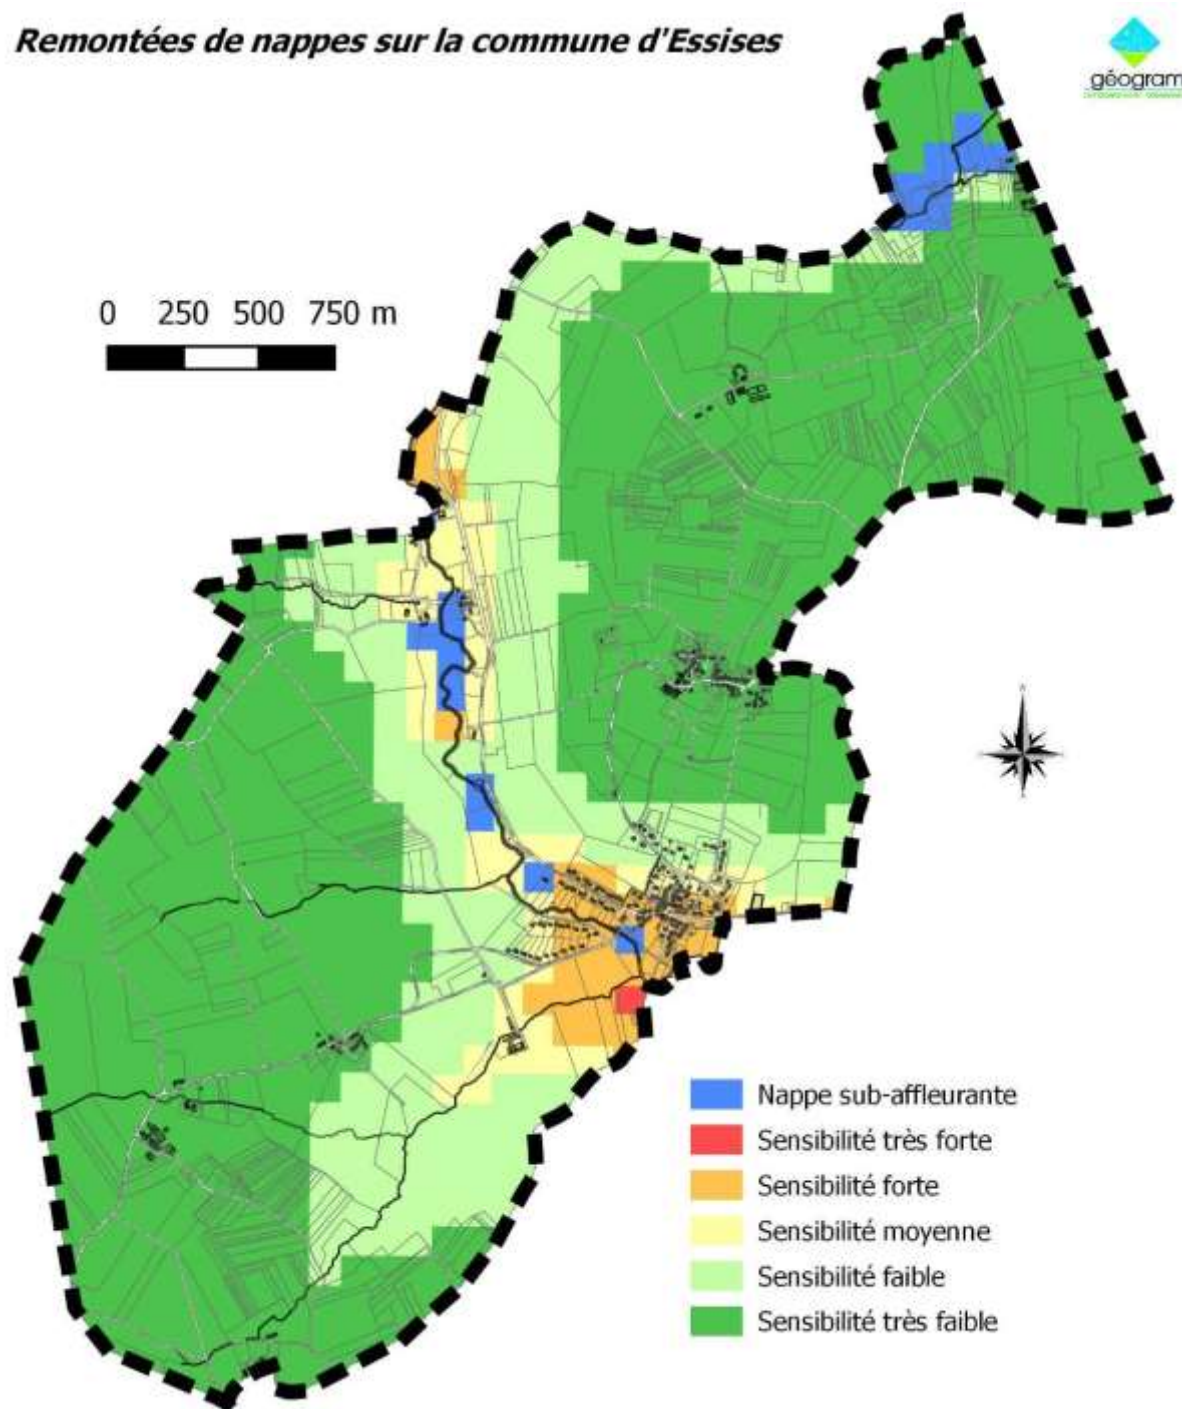 Remontées de nappes sur la commune d'Essises
géogram
0 250 500 750 m
Nappe sub-affleurante
Sensibilité très forte
Sensibilité forte
Sensibilité moyenne
Sensibilité faible
Sensibilité très faible